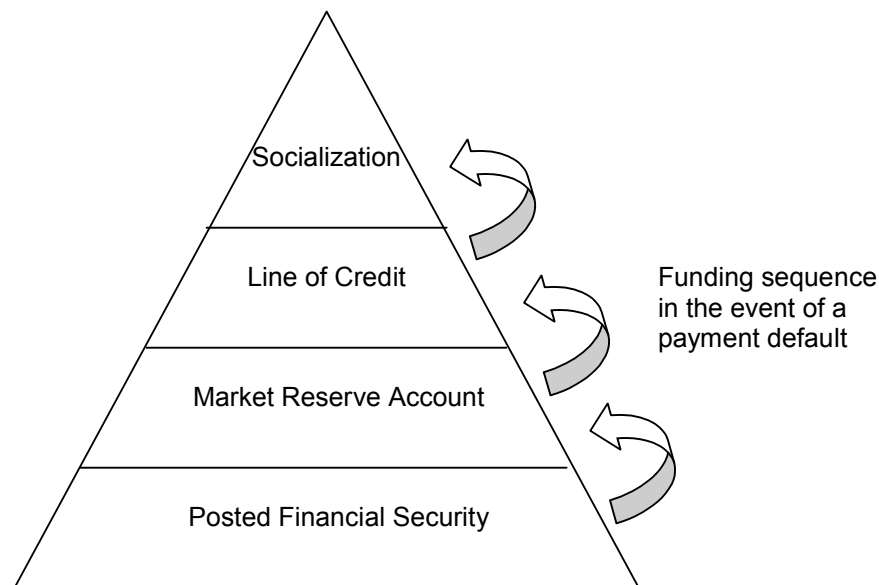 Socialization
Line of Credit
Funding sequence
in the event of a
payment default
Market Reserve Account
Posted Financial Security